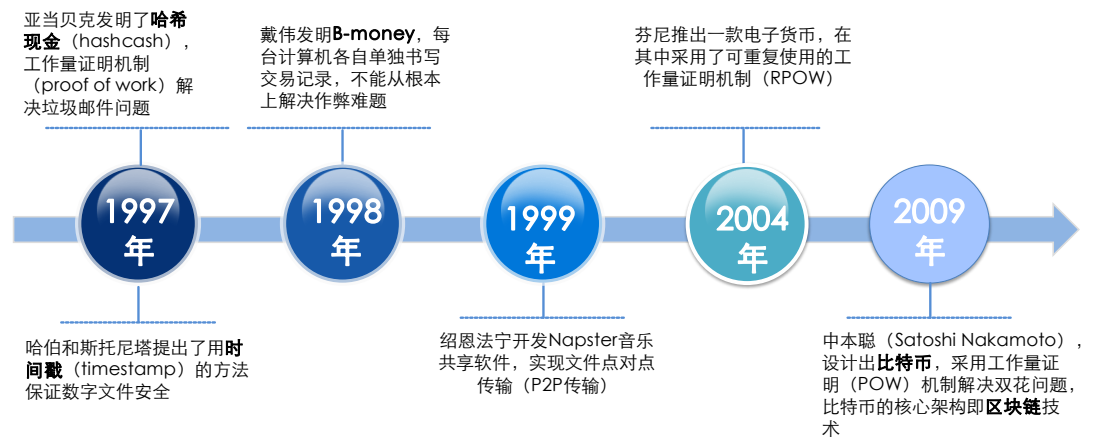 亚当贝克发明了哈希
现金（hashcash），
工作量证明机制
（proof of work）解
决垃圾邮件问题
戴伟发明B-money，每
台计算机各自单独书写
交易记录，不能从根本
上解决作弊难题
芬尼推出一款电子货币，在
其中采用了可重复使用的工
作量证明机制（RPOW）
1997
年
1998
年
1999
年
2004
年
2009
年
哈伯和斯托尼塔提出了用时
间戳（timestamp）的方法
保证数字文件安全
绍恩法宁开发Napster音乐
共享软件，实现文件点对点
传输（P2P传输）
中本聪（Satoshi Nakamoto），
设计出比特币，采用工作量证
明（POW）机制解决双花问题，
比特币的核心架构即区块链技
术